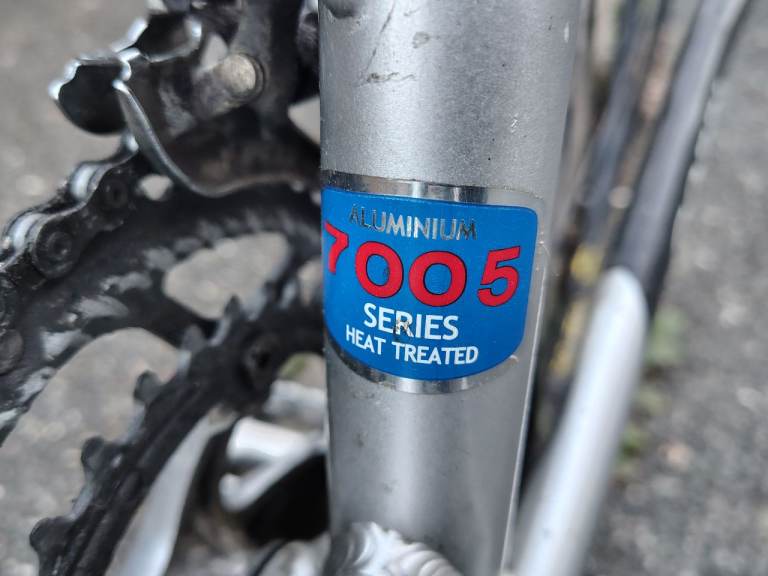 ALUMINIUM
7005
SERIES
HEAT TREATED